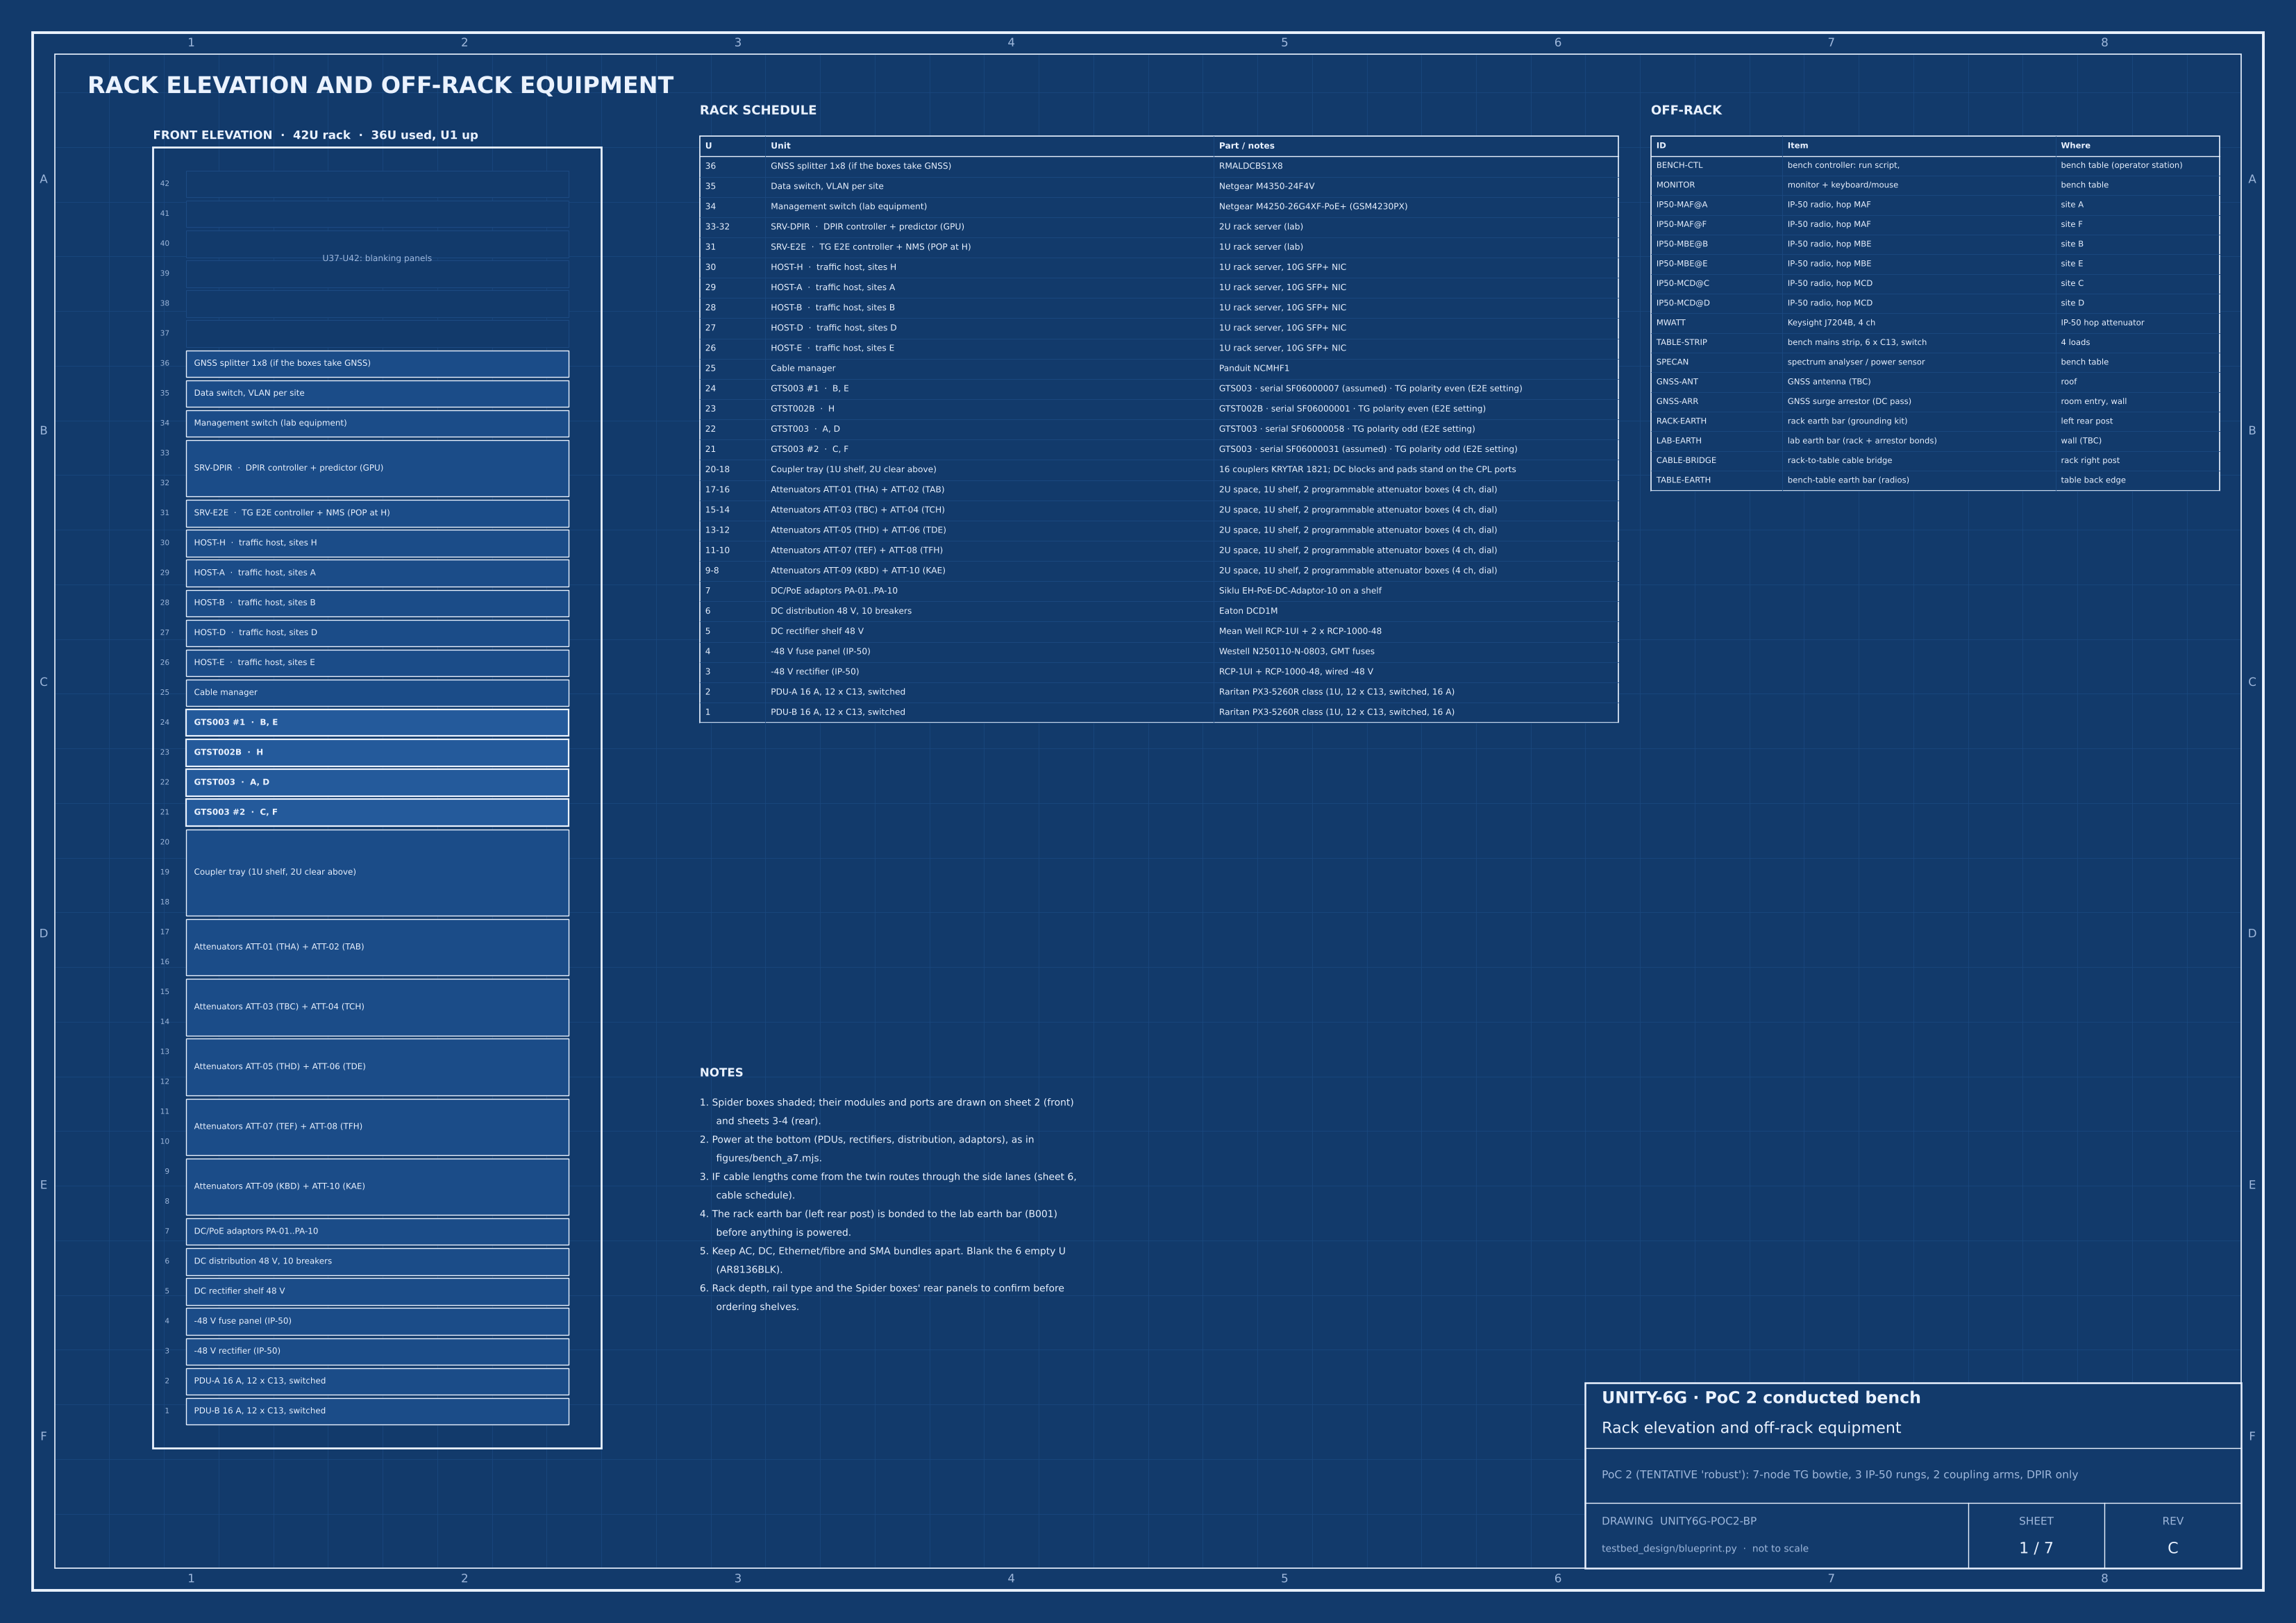 1 2 3 4 5 6 7 8
RACK ELEVATION AND OFF-RACK EQUIPMENT
FRONT ELEVATION · 42U rack · 36U used, U1 up
42
41
40
U37-U42: blanking panels
39
38
37
36 GNSS splitter 1x8 (if the boxes take GNSS)
35 Data switch, VLAN per site
34 Management switch (lab equipment)
33
SRV-DPIR · DPIR controller + predictor (GPU)
32
31 SRV-E2E · TG E2E controller + NMS (POP at H)
30 HOST-H · traffic host, sites H
29 HOST-A · traffic host, sites A
28 HOST-B · traffic host, sites B
27 HOST-D · traffic host, sites D
26 HOST-E · traffic host, sites E
25 Cable manager
24 GTS003 #1 · B, E
23 GTST002B · H
22 GTST003 · A, D
21 GTS003 #2 · C, F
20
19 Coupler tray (1U shelf, 2U clear above)
18
17
Attenuators ATT-01 (THA) + ATT-02 (TAB)
16
15
Attenuators ATT-03 (TBC) + ATT-04 (TCH)
14
13
Attenuators ATT-05 (THD) + ATT-06 (TDE)
12
11
Attenuators ATT-07 (TEF) + ATT-08 (TFH)
10
9
Attenuators ATT-09 (KBD) + ATT-10 (KAE)
8
7 DC/PoE adaptors PA-01..PA-10
6 DC distribution 48 V, 10 breakers
5 DC rectifier shelf 48 V
4 -48 V fuse panel (IP-50)
3 -48 V rectifier (IP-50)
2 PDU-A 16 A, 12 x C13, switched
1 PDU-B 16 A, 12 x C13, switched
RACK SCHEDULE
U Unit Part / notes
36 GNSS splitter 1x8 (if the boxes take GNSS) RMALDCBS1X8
35 Data switch, VLAN per site Netgear M4350-24F4V
34 Management switch (lab equipment) Netgear M4250-26G4XF-PoE+ (GSM4230PX)
33-32 SRV-DPIR · DPIR controller + predictor (GPU) 2U rack server (lab)
31 SRV-E2E · TG E2E controller + NMS (POP at H) 1U rack server (lab)
30 HOST-H · traffic host, sites H 1U rack server, 10G SFP+ NIC
29 HOST-A · traffic host, sites A 1U rack server, 10G SFP+ NIC
28 HOST-B · traffic host, sites B 1U rack server, 10G SFP+ NIC
27 HOST-D · traffic host, sites D 1U rack server, 10G SFP+ NIC
26 HOST-E · traffic host, sites E 1U rack server, 10G SFP+ NIC
25 Cable manager Panduit NCMHF1
24 GTS003 #1 · B, E GTS003 · serial SF06000007 (assumed) · TG polarity even (E2E setting)
23 GTST002B · H GTST002B · serial SF06000001 · TG polarity even (E2E setting)
22 GTST003 · A, D GTST003 · serial SF06000058 · TG polarity odd (E2E setting)
21 GTS003 #2 · C, F GTS003 · serial SF06000031 (assumed) · TG polarity odd (E2E setting)
20-18 Coupler tray (1U shelf, 2U clear above) 16 couplers KRYTAR 1821; DC blocks and pads stand on the CPL ports
17-16 Attenuators ATT-01 (THA) + ATT-02 (TAB) 2U space, 1U shelf, 2 programmable attenuator boxes (4 ch, dial)
15-14 Attenuators ATT-03 (TBC) + ATT-04 (TCH) 2U space, 1U shelf, 2 programmable attenuator boxes (4 ch, dial)
13-12 Attenuators ATT-05 (THD) + ATT-06 (TDE) 2U space, 1U shelf, 2 programmable attenuator boxes (4 ch, dial)
11-10 Attenuators ATT-07 (TEF) + ATT-08 (TFH) 2U space, 1U shelf, 2 programmable attenuator boxes (4 ch, dial)
9-8 Attenuators ATT-09 (KBD) + ATT-10 (KAE) 2U space, 1U shelf, 2 programmable attenuator boxes (4 ch, dial)
7 DC/PoE adaptors PA-01..PA-10 Siklu EH-PoE-DC-Adaptor-10 on a shelf
6 DC distribution 48 V, 10 breakers Eaton DCD1M
5 DC rectifier shelf 48 V Mean Well RCP-1UI + 2 x RCP-1000-48
4 -48 V fuse panel (IP-50) Westell N250110-N-0803, GMT fuses
3 -48 V rectifier (IP-50) RCP-1UI + RCP-1000-48, wired -48 V
2 PDU-A 16 A, 12 x C13, switched Raritan PX3-5260R class (1U, 12 x C13, switched, 16 A)
1 PDU-B 16 A, 12 x C13, switched Raritan PX3-5260R class (1U, 12 x C13, switched, 16 A)
OFF-RACK
ID Item Where
BENCH-CTL bench controller: run script, bench table (operator station)
MONITOR monitor + keyboard/mouse bench table
IP50-MAF@A IP-50 radio, hop MAF site A
IP50-MAF@F IP-50 radio, hop MAF site F
IP50-MBE@B IP-50 radio, hop MBE site B
IP50-MBE@E IP-50 radio, hop MBE site E
IP50-MCD@C IP-50 radio, hop MCD site C
IP50-MCD@D IP-50 radio, hop MCD site D
MWATT Keysight J7204B, 4 ch IP-50 hop attenuator
TABLE-STRIP bench mains strip, 6 x C13, switch 4 loads
SPECAN spectrum analyser / power sensor bench table
GNSS-ANT GNSS antenna (TBC) roof
GNSS-ARR GNSS surge arrestor (DC pass) room entry, wall
RACK-EARTH rack earth bar (grounding kit) left rear post
LAB-EARTH lab earth bar (rack + arrestor bonds) wall (TBC)
CABLE-BRIDGE rack-to-table cable bridge rack right post
TABLE-EARTH bench-table earth bar (radios) table back edge
NOTES
1. Spider boxes shaded; their modules and ports are drawn on sheet 2 (front)
and sheets 3-4 (rear).
2. Power at the bottom (PDUs, rectifiers, distribution, adaptors), as in
figures/bench_a7.mjs.
3. IF cable lengths come from the twin routes through the side lanes (sheet 6,
cable schedule).
4. The rack earth bar (left rear post) is bonded to the lab earth bar (B001)
before anything is powered.
5. Keep AC, DC, Ethernet/fibre and SMA bundles apart. Blank the 6 empty U
(AR8136BLK).
6. Rack depth, rail type and the Spider boxes' rear panels to confirm before
ordering shelves.
UNITY-6G · PoC 2 conducted bench
Rack elevation and off-rack equipment
PoC 2 (TENTATIVE 'robust'): 7-node TG bowtie, 3 IP-50 rungs, 2 coupling arms, DPIR only
DRAWING UNITY6G-POC2-BP SHEET REV
testbed_design/blueprint.py · not to scale 1 / 7 C
A A
B B
C C
D D
E E
F F
1 2 3 4 5 6 7 8